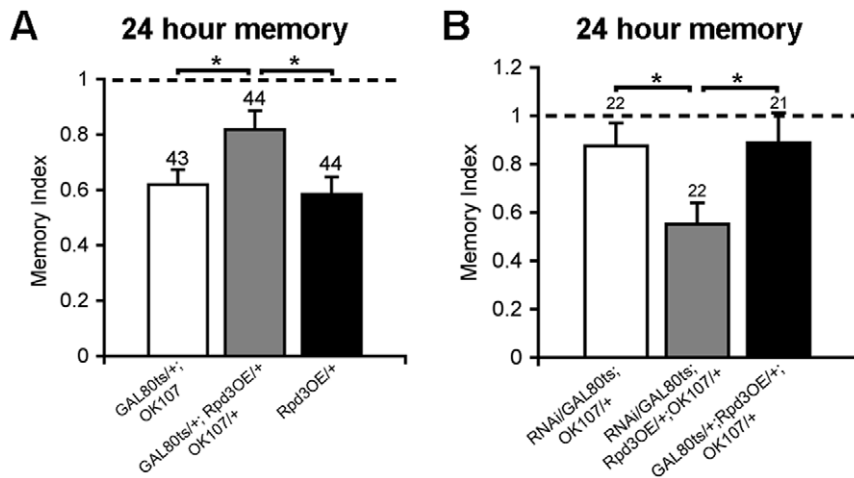 A
24 hour memory
*
*
1
0.8
0.6
0.4
0.2
0
Memory Index
43
44
44
GAL80ts/+;
OK107
GAL80ts/+; Rpd3OE/+
OK107/+
Rpd3OE/+
B
24 hour memory
*
*
1.2
1
0.8
0.6
0.4
0.2
0
Memory Index
22
22
21
RNAi/GAL80ts;
OK107/+
RNAi/GAL80ts;
Rpd3OE/+;OK107/+
GAL80ts/+;Rpd3OE/+;
OK107/+